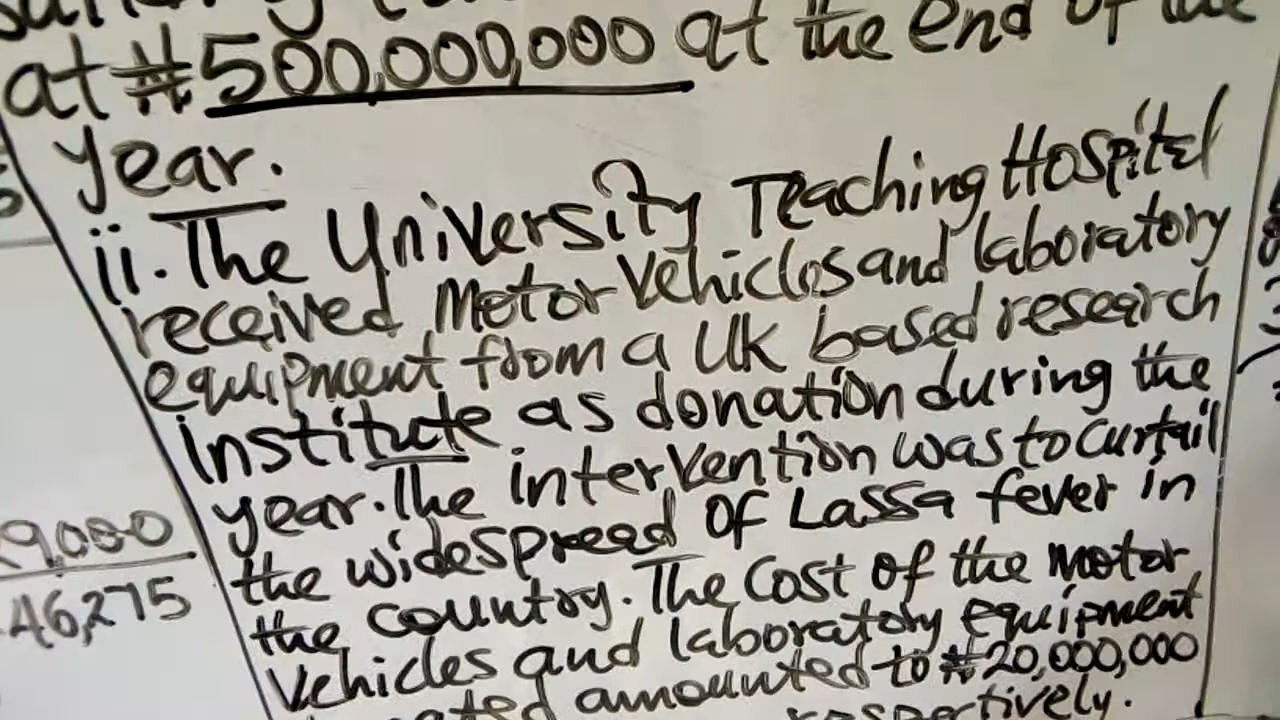 at ₦500,000,000 at the end of the
year.
ii. The University Teaching Hospital
received Motor Vehicles and laboratory
equipment from a UK based research
institute as donation during the
year. The intervention was to curtail
the widespread of Lassa fever in
the country. The Cost of the motor
Vehicles and laboratory equipment
amounted to ₦20,000,000
respectively.
9,000
46,275